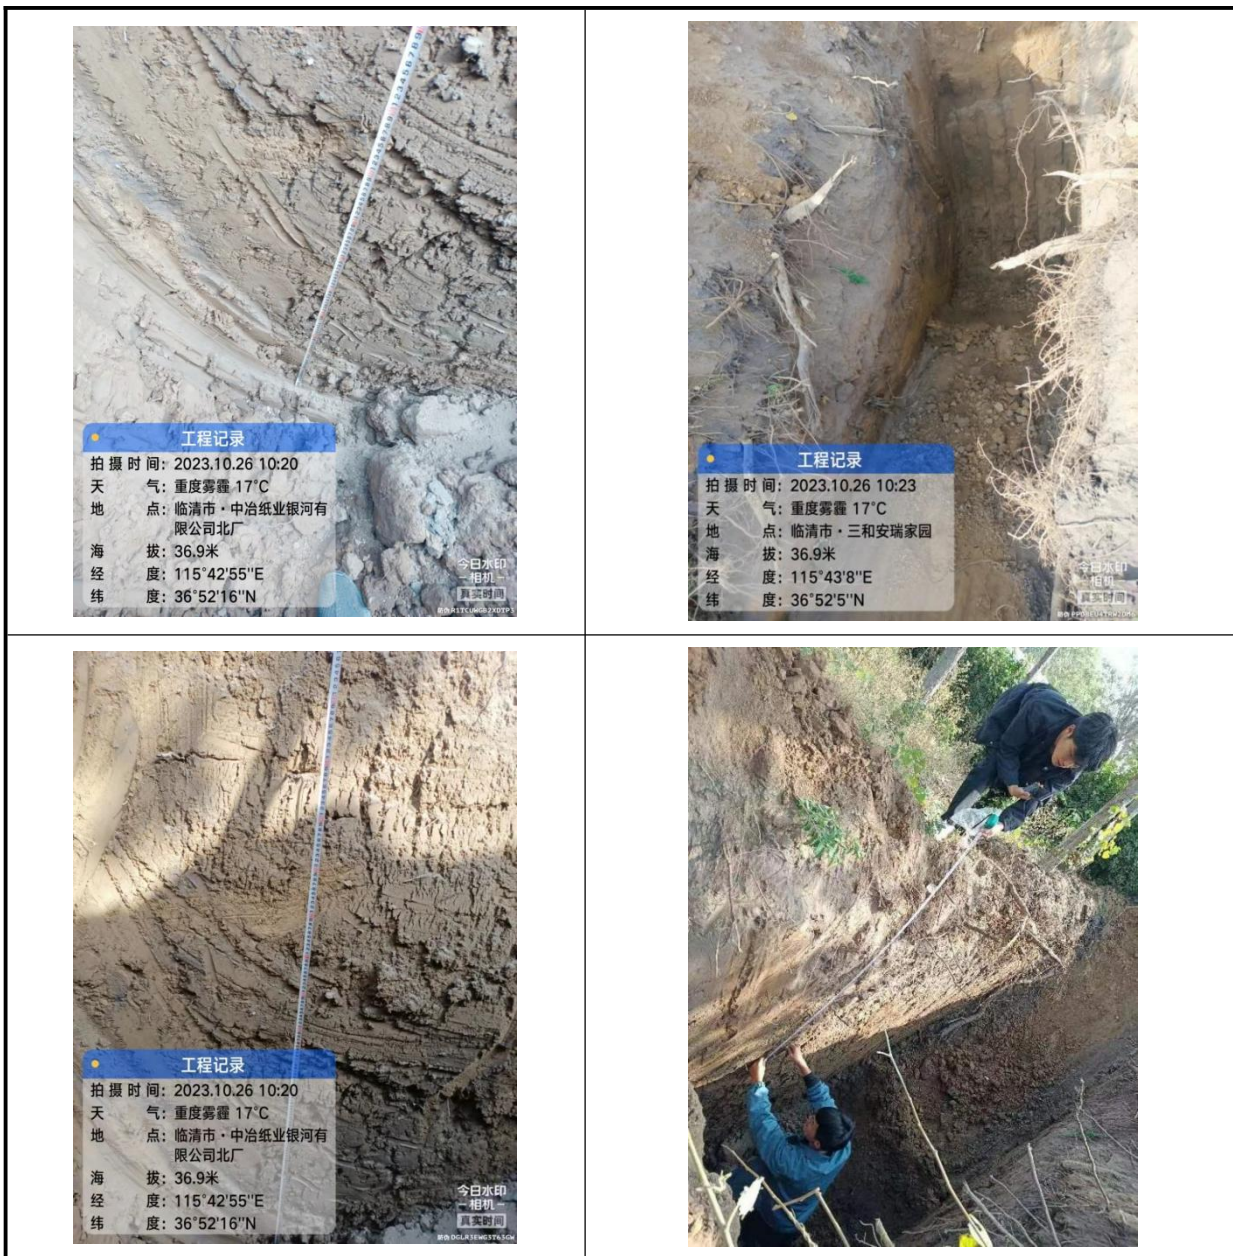 工程记录
拍摄时间: 2023.10.26 10:20
天 气: 重度雾霾 17°C
地 点: 临清市·中冶纸业银河有
限公司北厂
海 拔: 36.9米
经 度: 115°42'55"E
纬 度: 36°52'16"N
今日水印
相机
真实时间
工程记录
拍摄时间: 2023.10.26 10:23
天 气: 重度雾霾 17°C
地 点: 临清市·三和安瑞家园
海 拔: 36.9米
经 度: 115°43'8"E
纬 度: 36°52'5"N
今日水印
相机
真实时间
工程记录
拍摄时间: 2023.10.26 10:20
天 气: 重度雾霾 17°C
地 点: 临清市·中冶纸业银河有
限公司北厂
海 拔: 36.9米
经 度: 115°42'55"E
纬 度: 36°52'16"N
今日水印
相机
真实时间